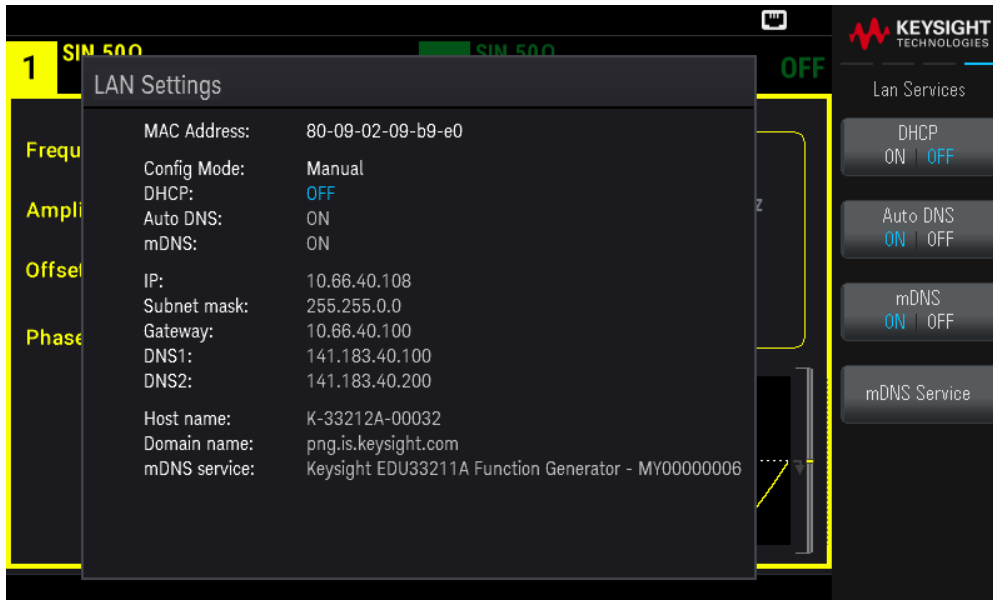 KEYSIGHT
TECHNOLOGIES
1
SIN 50Ω
SIN 50Ω
OFF
LAN Settings
Lan Services
MAC Address: 80-09-02-09-b9-e0
Config Mode: Manual
DHCP: OFF
Auto DNS: ON
mDNS: ON
IP: 10.66.40.108
Subnet mask: 255.255.0.0
Gateway: 10.66.40.100
DNS1: 141.183.40.100
DNS2: 141.183.40.200
Host name: K-33212A-00032
Domain name: png.is.keysight.com
mDNS service: Keysight EDU33211A Function Generator - MY00000006
Frequ
Ampli
Offset
Phase
z
DHCP
ON | OFF
Auto DNS
ON | OFF
mDNS
ON | OFF
mDNS Service